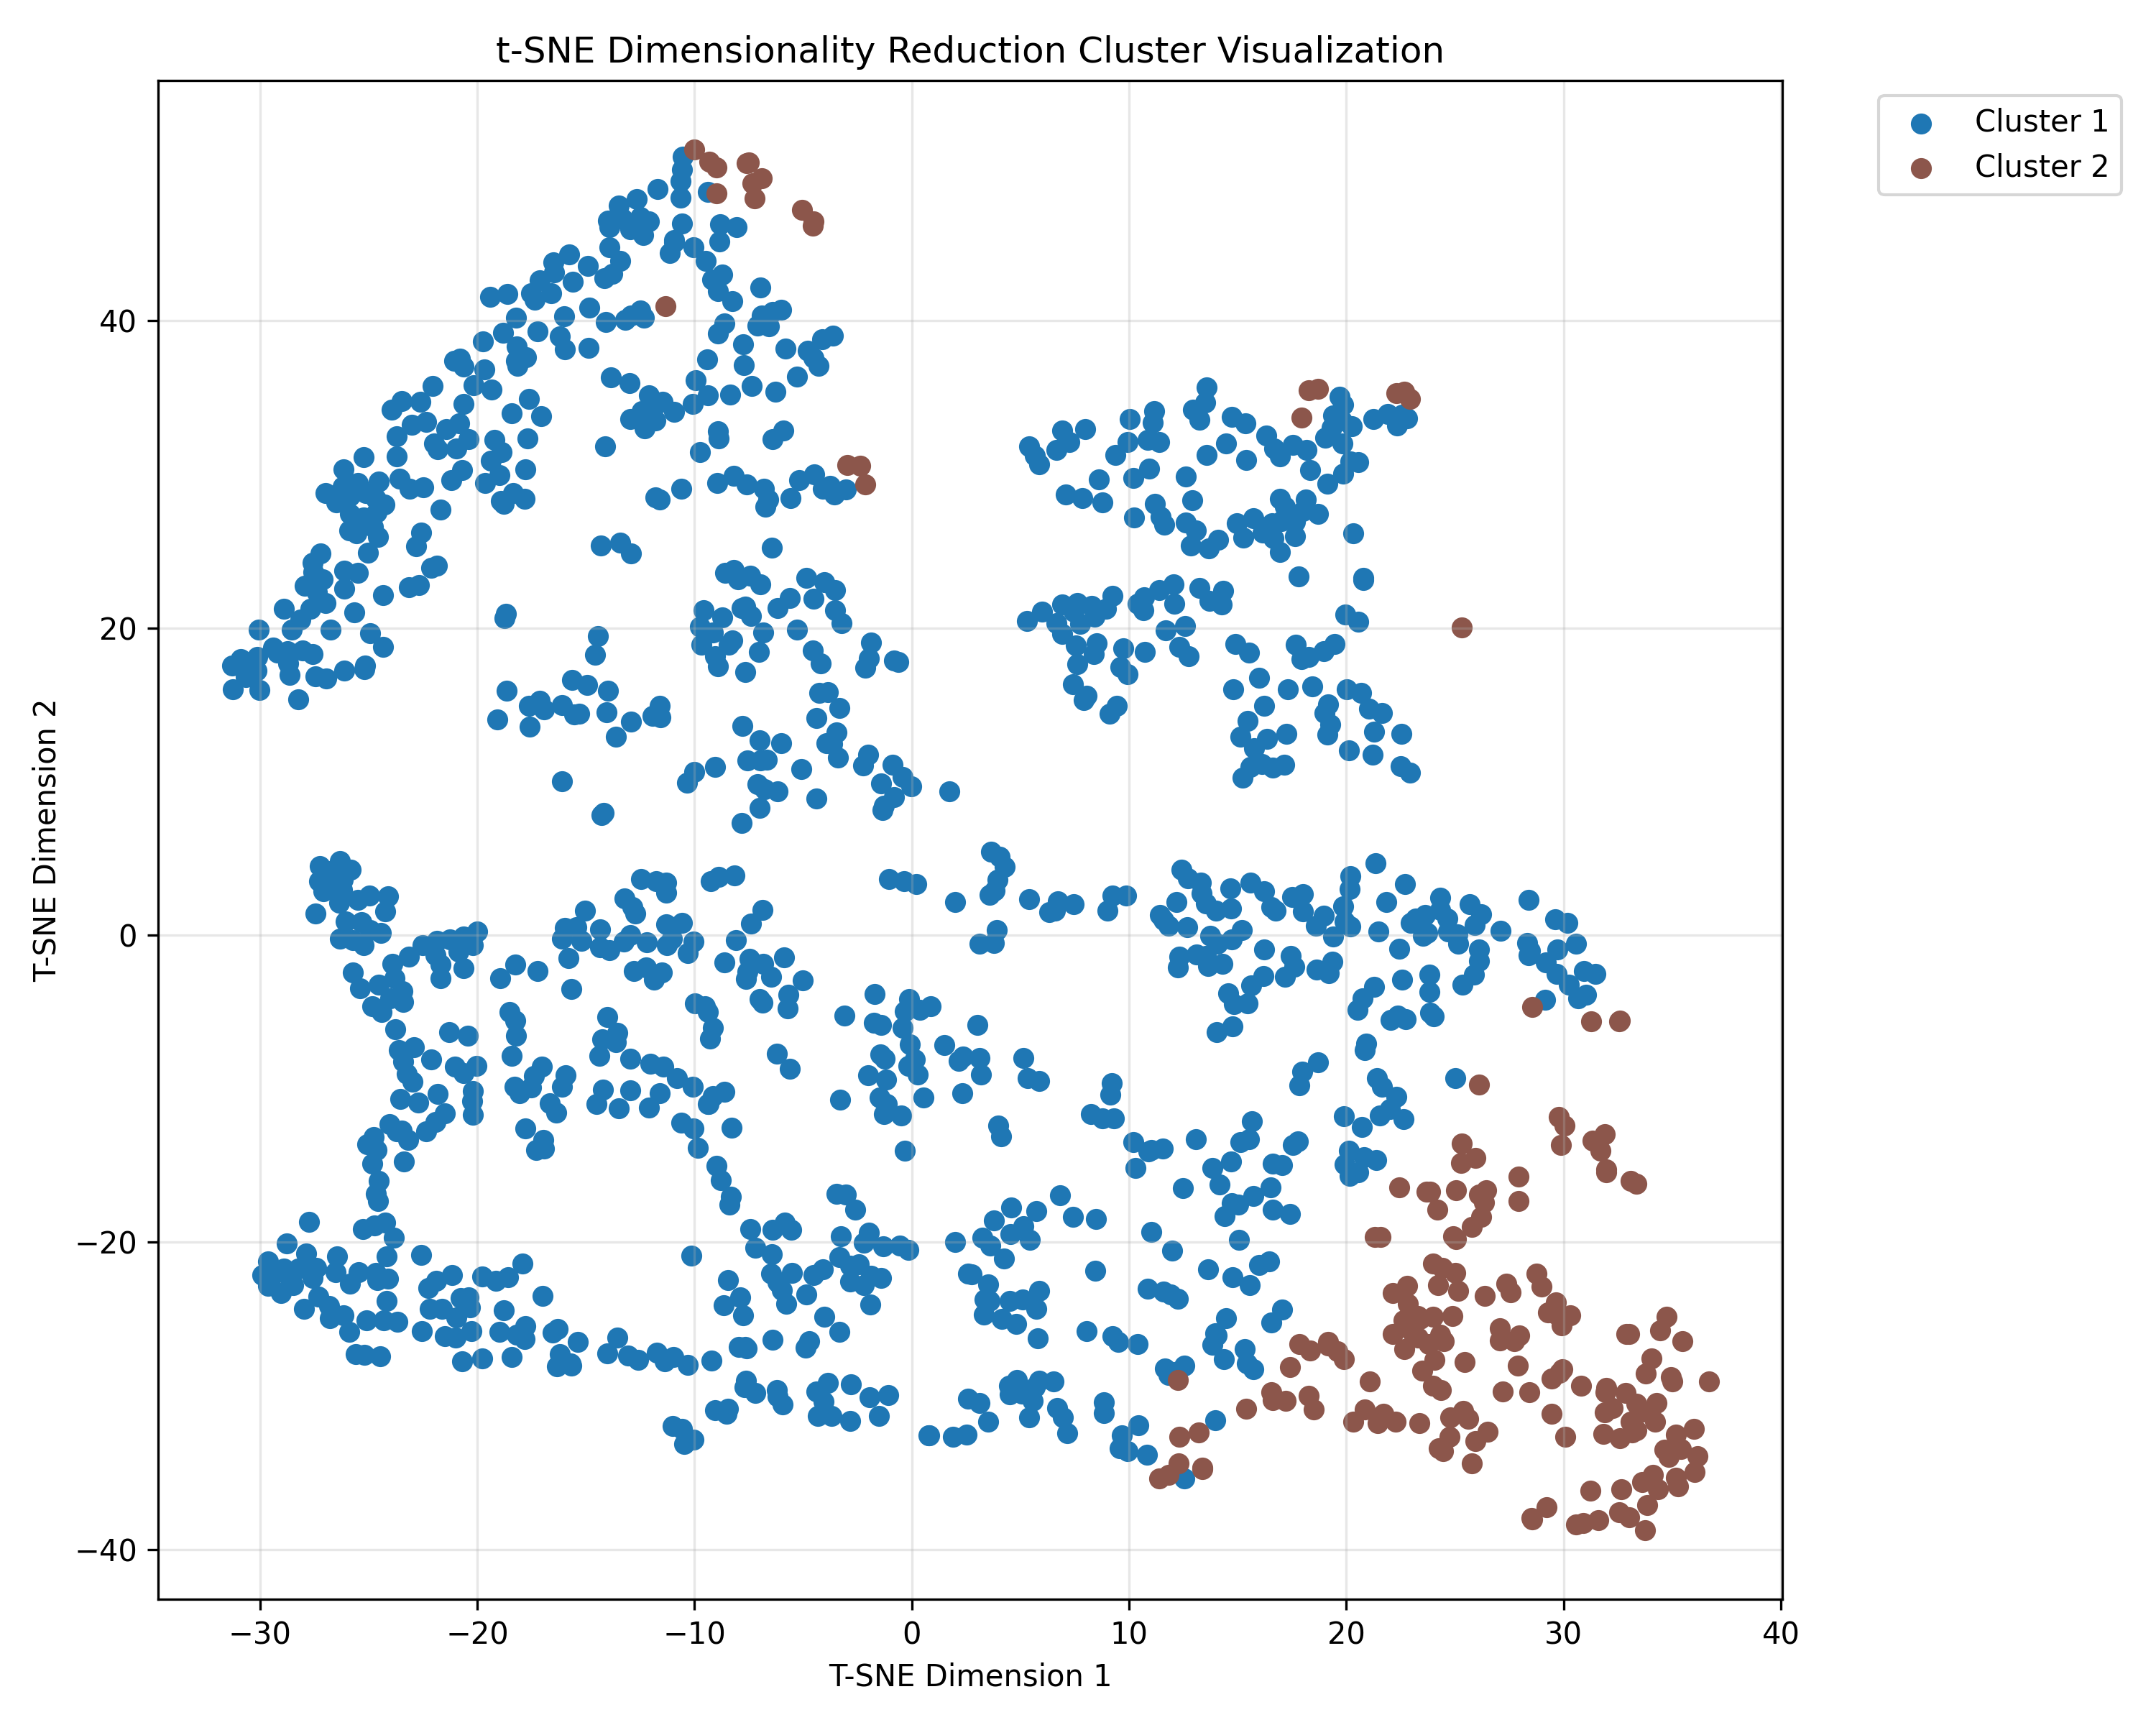 t-SNE Dimensionality Reduction Cluster Visualization
Cluster 1
Cluster 2
T-SNE Dimension 2
40
20
0
−20
−40
−30
−20
−10
0
10
20
30
40
T-SNE Dimension 1